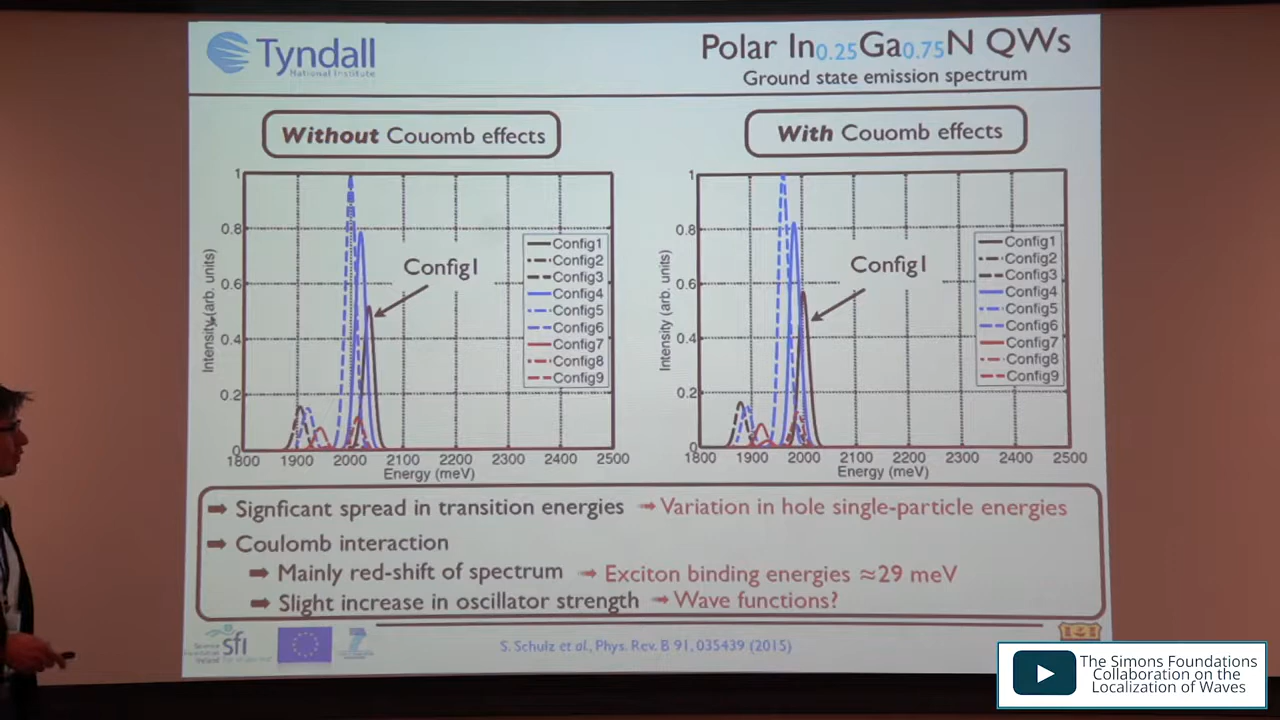 Tyndall
National Institute
Polar In0.25Ga0.75N QWs
Ground state emission spectrum
Without Couomb effects
With Couomb effects
1
0.8
0.6
0.4
0.2
0
Intensity (arb. units)
1800 1900 2000 2100 2200 2300 2400 2500
Energy (meV)
Config1
Config1
Config2
Config3
Config4
Config5
Config6
Config7
Config8
Config9
1
0.8
0.6
0.4
0.2
0
Intensity (arb. units)
1800 1900 2000 2100 2200 2300 2400 2500
Energy (meV)
Config1
Config1
Config2
Config3
Config4
Config5
Config6
Config7
Config8
Config9
➡ Signficant spread in transition energies → Variation in hole single-particle energies
➡ Coulomb interaction
➡ Mainly red-shift of spectrum → Exciton binding energies ≈29 meV
➡ Slight increase in oscillator strength → Wave functions?
sfi
S. Schulz et al., Phys. Rev. B 91, 035439 (2015)
The Simons Foundations
Collaboration on the
Localization of Waves